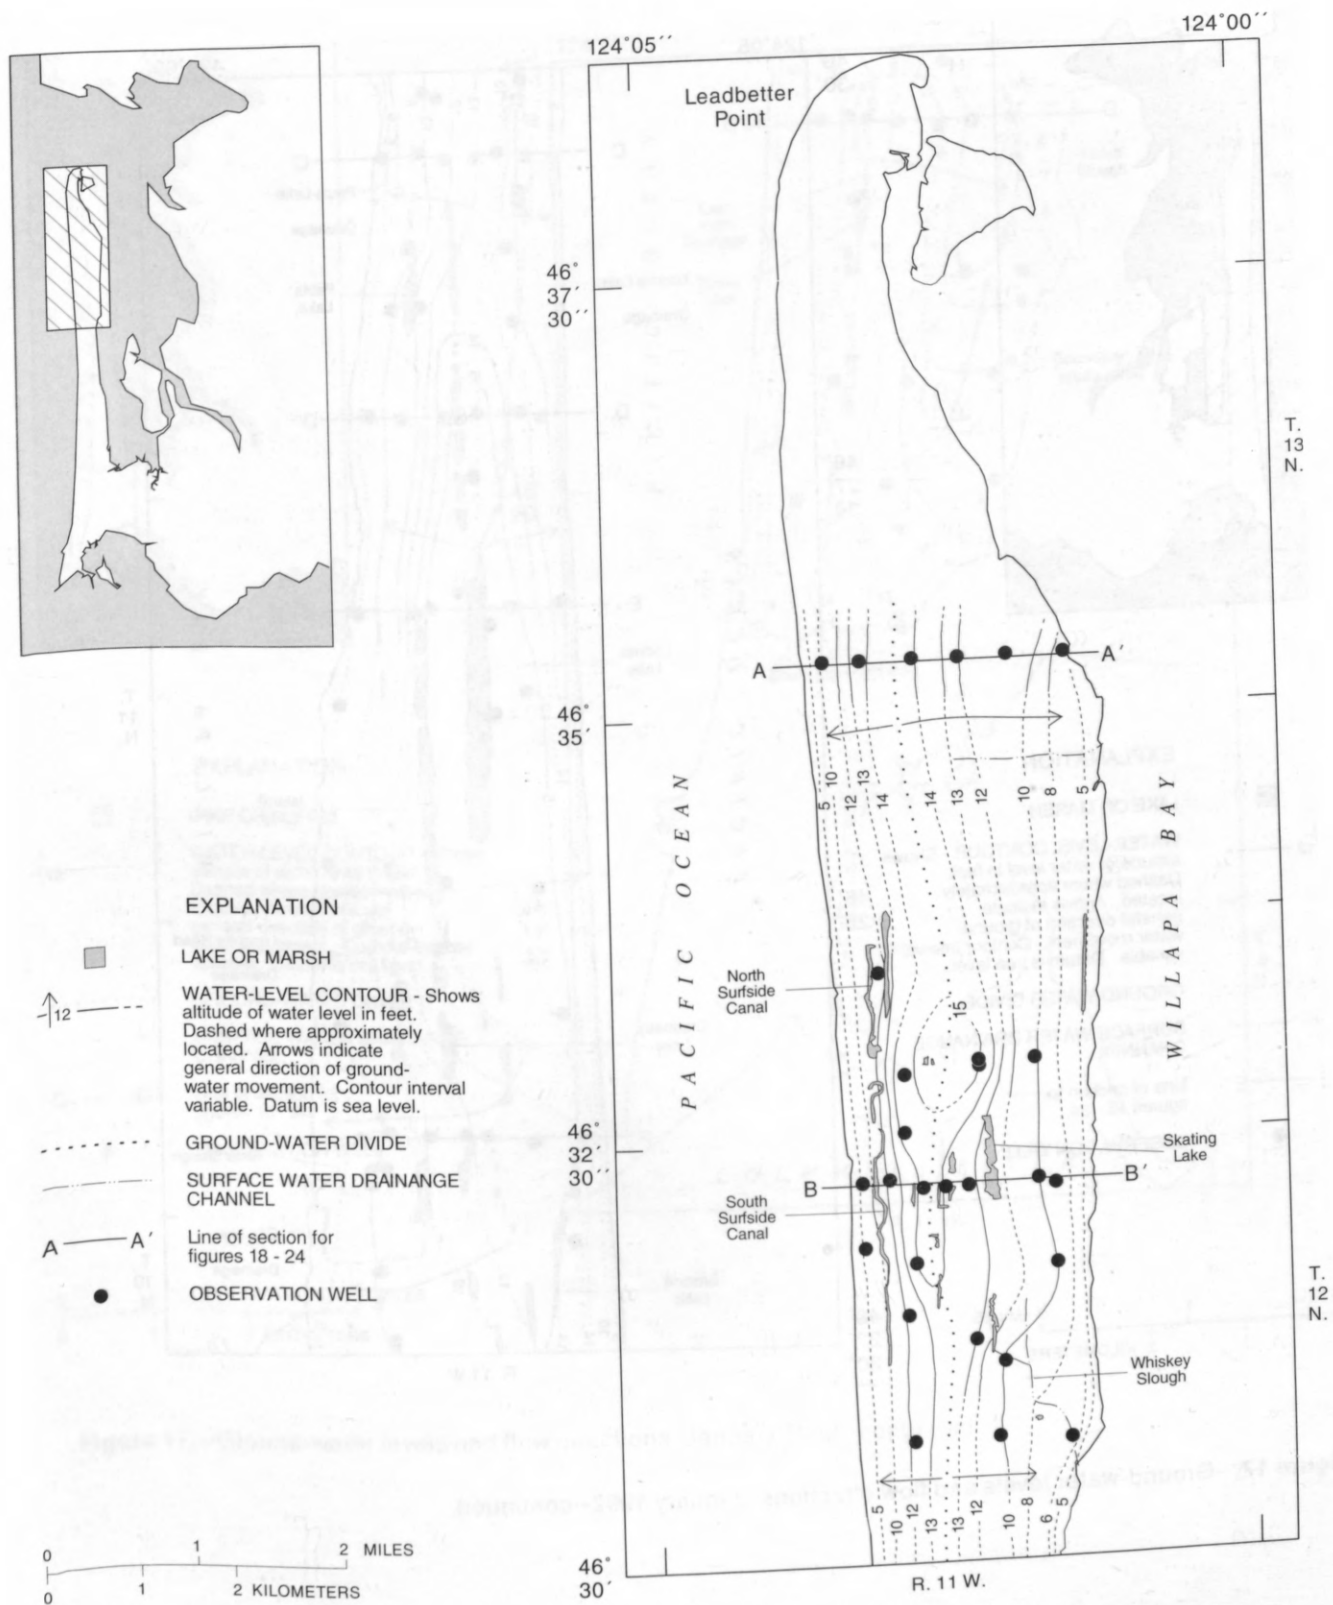 124°05′′
124°00′′
Leadbetter
Point
46°
37′
30′′
T.
13
N.
A
A′
46°
35′
5
10
12
13
14
14
13
12
10
8
5
PACIFIC OCEAN
WILLAPA BAY
EXPLANATION
LAKE OR MARSH
12
WATER-LEVEL CONTOUR - Shows
altitude of water level in feet.
Dashed where approximately
located. Arrows indicate
general direction of ground-
water movement. Contour interval
variable. Datum is sea level.
GROUND-WATER DIVIDE
SURFACE WATER DRAINANGE
CHANNEL
A A′
Line of section for
figures 18 - 24
OBSERVATION WELL
North
Surfside
Canal
15
46°
32′
30′′
Skating
Lake
B
B′
South
Surfside
Canal
T.
12
N.
Whiskey
Slough
5
10
12
13
13
12
10
8
6
5
46°
30′
R. 11 W.
0 1 2 MILES
0 1 2 KILOMETERS